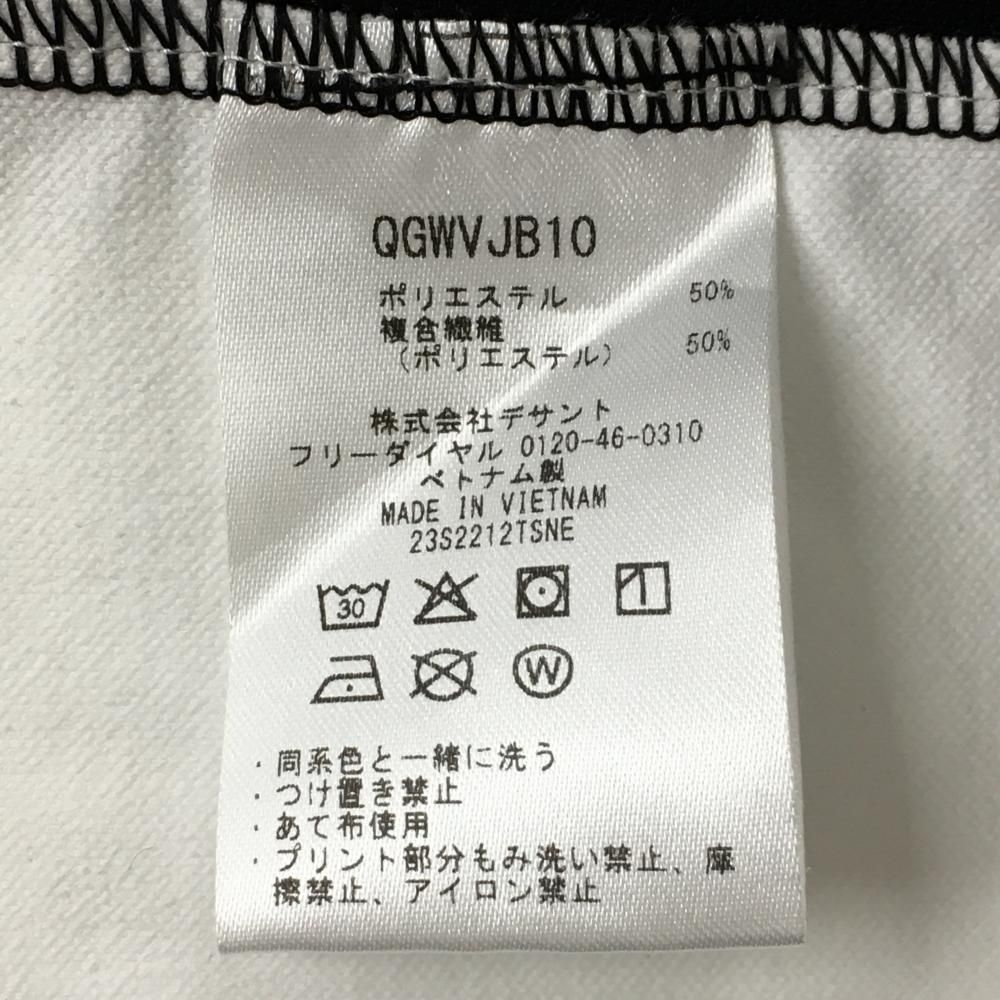 QGWVJB10
ポリエステル 50%
複合繊維
(ポリエステル) 50%
株式会社デサント
フリーダイヤル 0120-46-0310
ベトナム製
MADE IN VIETNAM
23S2212TSNE
30
W
・同系色と一緒に洗う
・つけ置き禁止
・あて布使用
・プリント部分もみ洗い禁止、摩
擦禁止、アイロン禁止